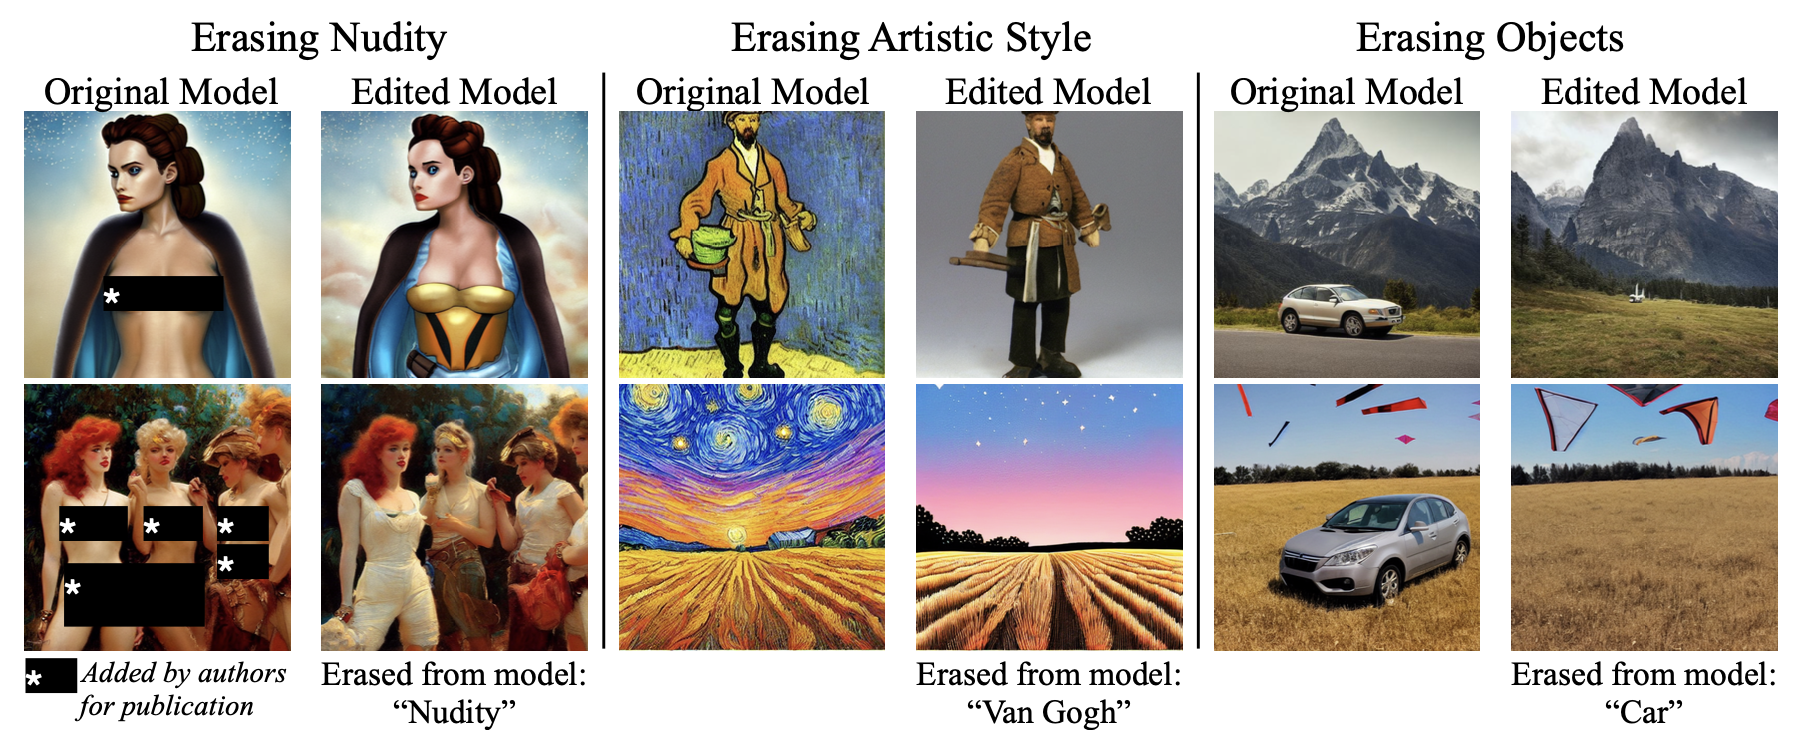 Erasing Nudity
Erasing Artistic Style
Erasing Objects
Original Model
Edited Model
Original Model
Edited Model
Original Model
Edited Model
*
*
*
*
*
*
* Added by authors
for publication
Erased from model:
“Nudity”
Erased from model:
“Van Gogh”
Erased from model:
“Car”